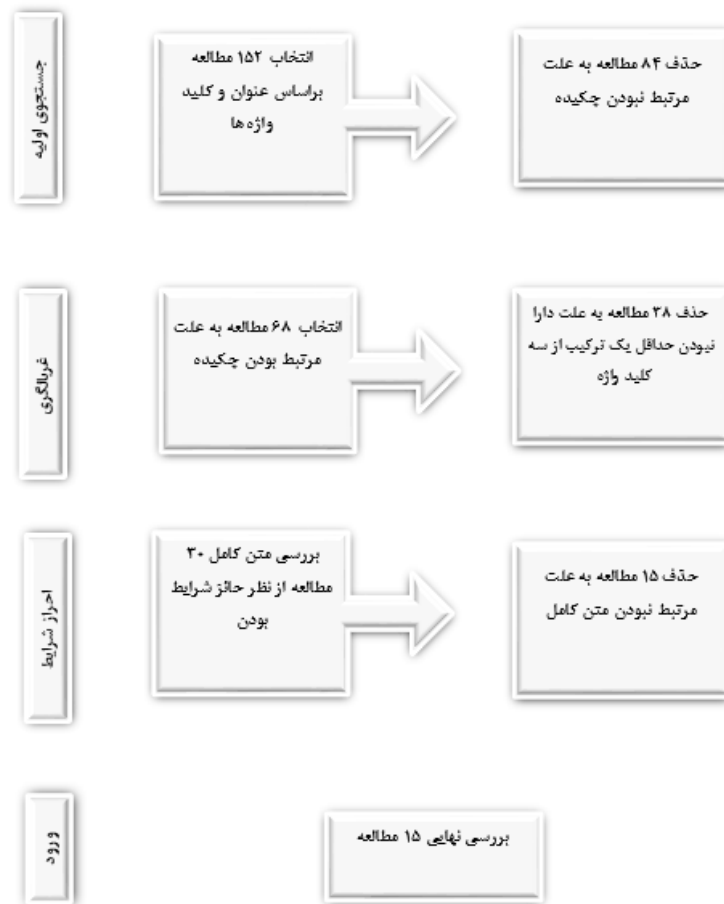 جستجوی اولیه
انتخاب ۱۵۲ مطالعه
براساس عنوان و کلید
واژه ها
حذف ۸۴ مطالعه به علت
مرتبط نبودن چکیده
غربالگری
انتخاب ۶۸ مطالعه به علت
مرتبط بودن چکیده
حذف ۳۸ مطالعه به علت دارا
نبودن حداقل یک ترکیب از سه
کلید واژه
احراز شرایط
بررسی متن کامل ۳۰
مطالعه از نظر حائز شرایط
بودن
حذف ۱۵ مطالعه به علت
مرتبط نبودن متن کامل
ورود
بررسی نهایی ۱۵ مطالعه